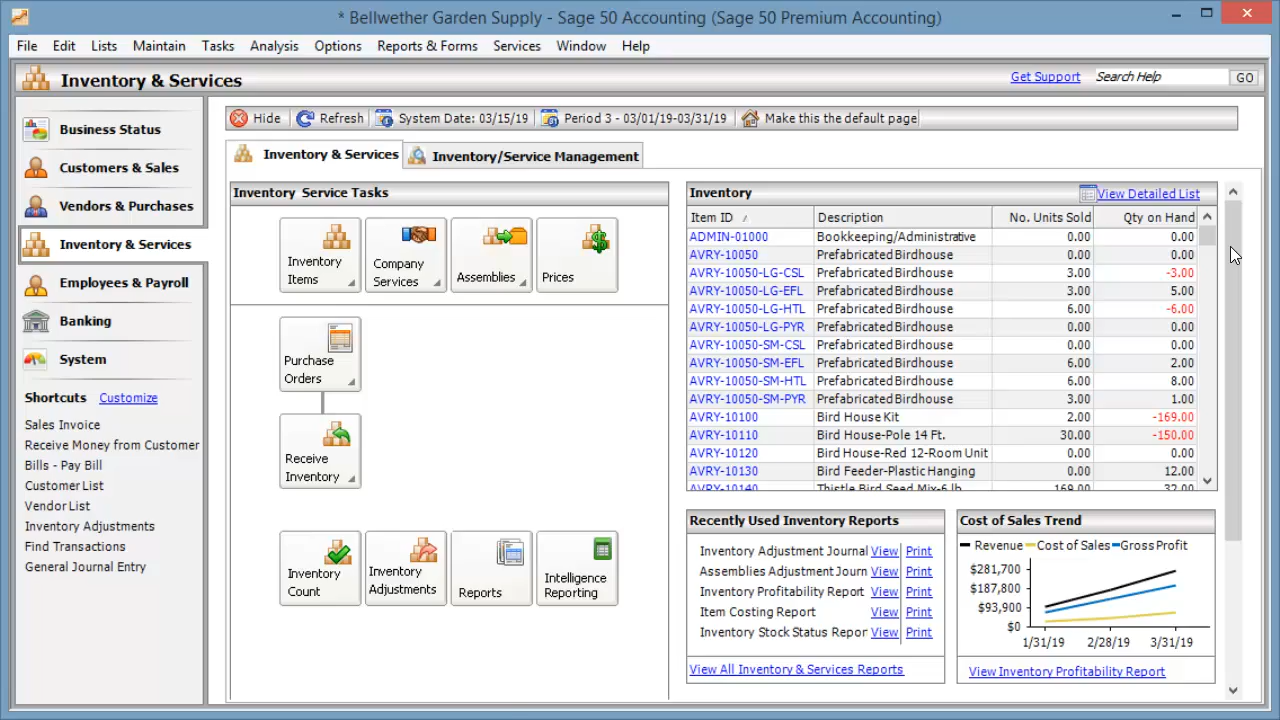 * Bellwether Garden Supply - Sage 50 Accounting (Sage 50 Premium Accounting)
File Edit Lists Maintain Tasks Analysis Options Reports & Forms Services Window Help
Inventory & Services
Get Support Search Help GO
Business Status
Customers & Sales
Vendors & Purchases
Inventory & Services
Employees & Payroll
Banking
System
Shortcuts Customize
Sales Invoice
Receive Money from Customer
Bills - Pay Bill
Customer List
Vendor List
Inventory Adjustments
Find Transactions
General Journal Entry
Hide Refresh System Date: 03/15/19 Period 3 - 03/01/19-03/31/19 Make this the default page
Inventory & Services Inventory/Service Management
Inventory Service Tasks
Inventory Items
Company Services
Assemblies
Prices
Purchase Orders
Receive Inventory
Inventory Count
Inventory Adjustments
Reports
Intelligence Reporting
Inventory View Detailed List
Item ID / Description No. Units Sold Qty on Hand
ADMIN-01000 Bookkeeping/Administrative 0.00 0.00
AVRY-10050 Prefabricated Birdhouse 0.00 0.00
AVRY-10050-LG-CSL Prefabricated Birdhouse 3.00 -3.00
AVRY-10050-LG-EFL Prefabricated Birdhouse 3.00 5.00
AVRY-10050-LG-HTL Prefabricated Birdhouse 6.00 -6.00
AVRY-10050-LG-PYR Prefabricated Birdhouse 0.00 0.00
AVRY-10050-SM-CSL Prefabricated Birdhouse 0.00 0.00
AVRY-10050-SM-EFL Prefabricated Birdhouse 6.00 2.00
AVRY-10050-SM-HTL Prefabricated Birdhouse 6.00 8.00
AVRY-10050-SM-PYR Prefabricated Birdhouse 3.00 1.00
AVRY-10100 Bird House Kit 2.00 -169.00
AVRY-10110 Bird House-Pole 14 Ft. 30.00 -150.00
AVRY-10120 Bird House-Red 12-Room Unit 0.00 0.00
AVRY-10130 Bird Feeder-Plastic Hanging 0.00 12.00
AVRY-10140 Thistle Bird Seed Mix-6 lb. 169.00 32.00
Recently Used Inventory Reports
Inventory Adjustment Journal View Print
Assemblies Adjustment Journ View Print
Inventory Profitability Report View Print
Item Costing Report View Print
Inventory Stock Status Repor View Print
View All Inventory & Services Reports
Cost of Sales Trend
Revenue Cost of Sales Gross Profit
$281,700
$187,800
$93,900
$0
1/31/19 2/28/19 3/31/19
View Inventory Profitability Report